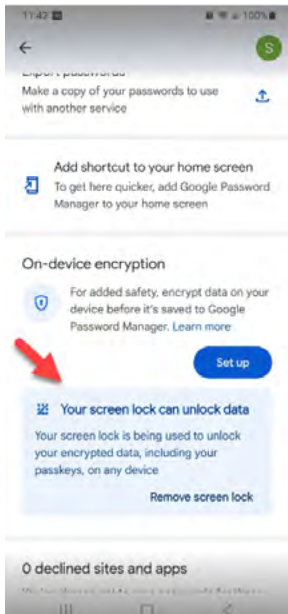 11:42
100%
S
Export passwords
Make a copy of your passwords to use
with another service
Add shortcut to your home screen
To get here quicker, add Google Password
Manager to your home screen
On-device encryption
For added safety, encrypt data on your
device before it's saved to Google
Password Manager. Learn more
Set up
Your screen lock can unlock data
Your screen lock is being used to unlock
your encrypted data, including your
passkeys, on any device
Remove screen lock
0 declined sites and apps